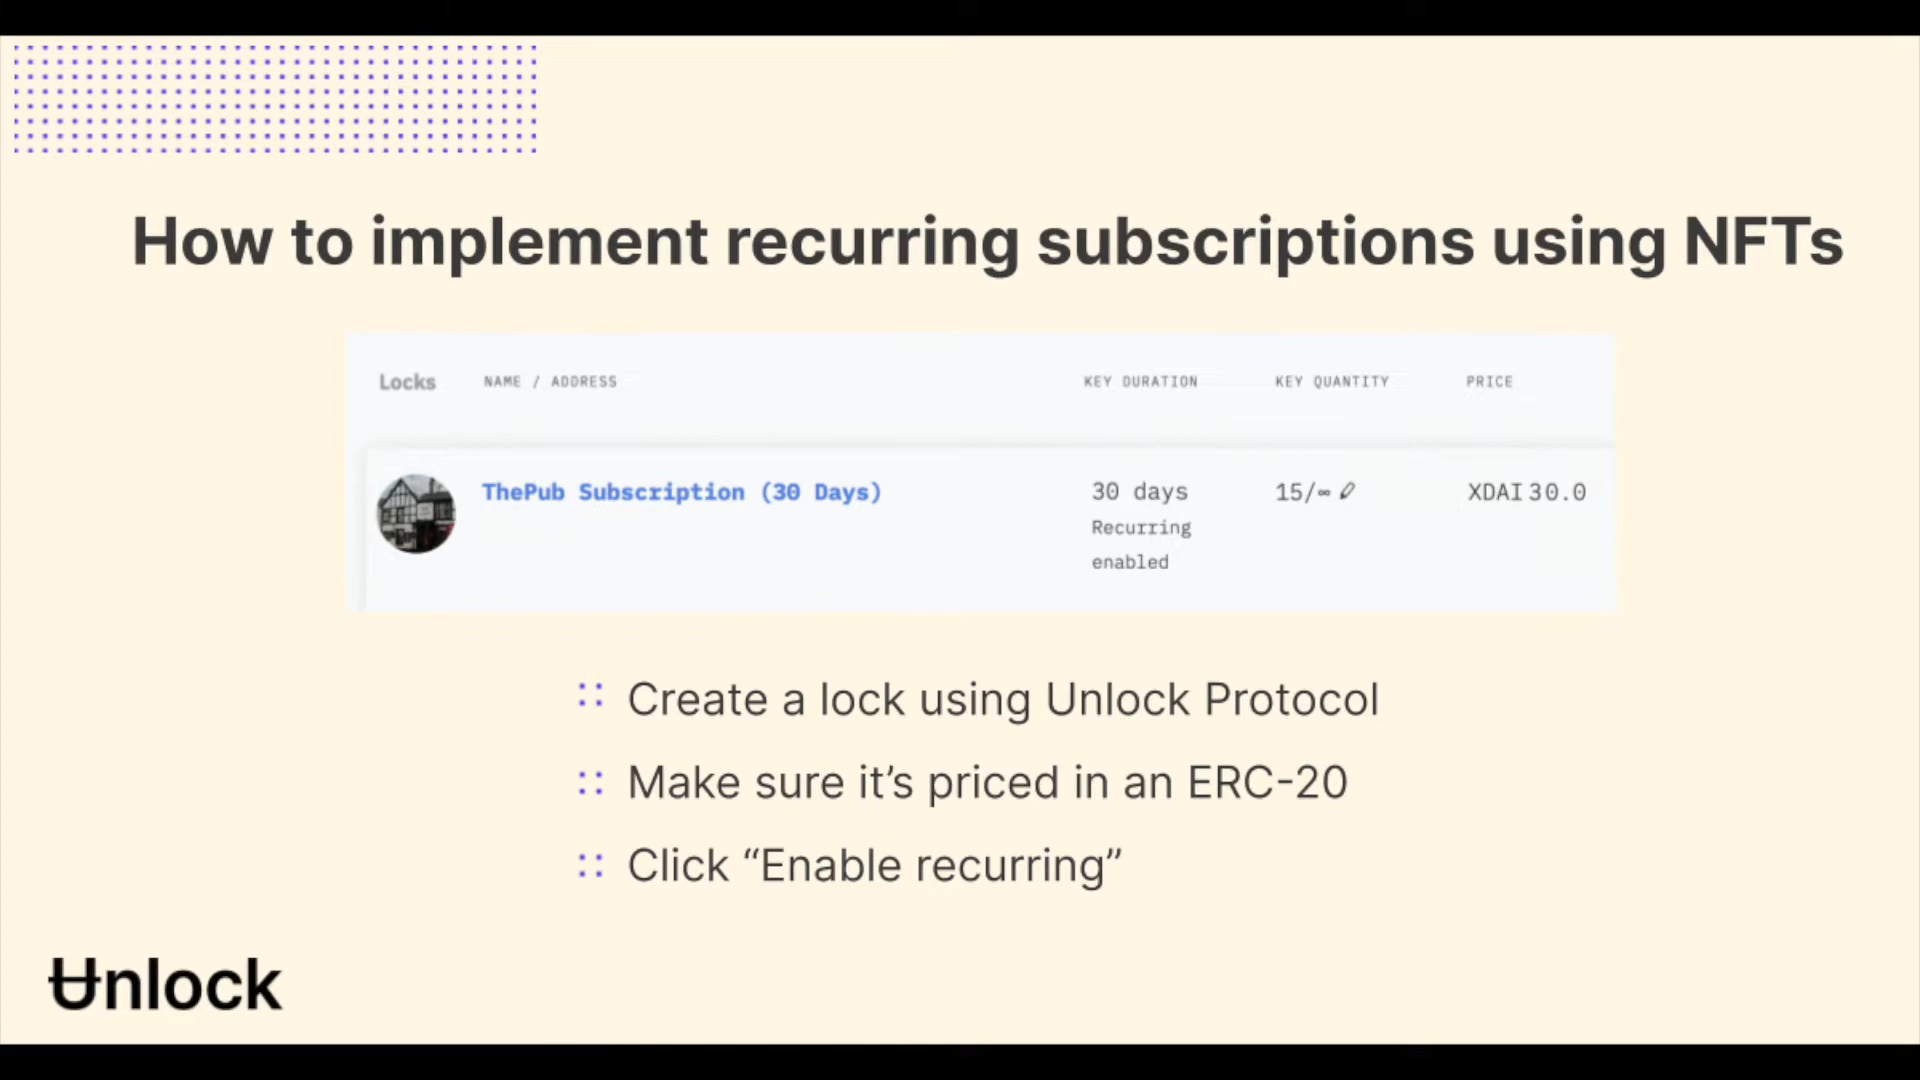 How to implement recurring subscriptions using NFTs
Locks NAME / ADDRESS KEY DURATION KEY QUANTITY PRICE
ThePub Subscription (30 Days) 30 days 15/∞ XDAI 30.0
Recurring
enabled
Create a lock using Unlock Protocol
Make sure it’s priced in an ERC-20
Click “Enable recurring”
Unlock